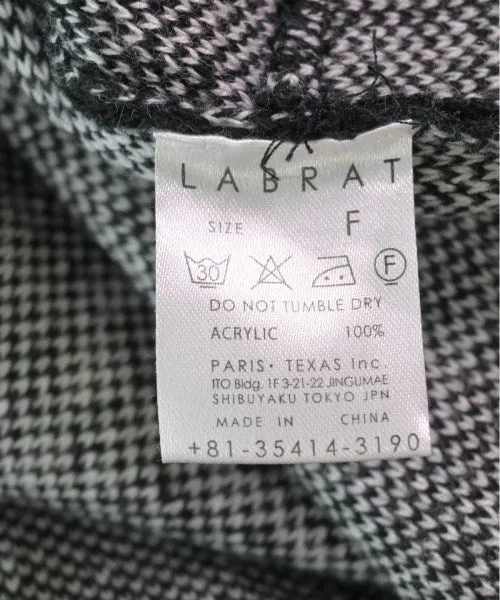 LABRAT
SIZE F
30 F
DO NOT TUMBLE DRY
ACRYLIC 100%
PARIS・TEXAS Inc.
ITO Bldg. 1F 3-21-22 JINGUMAE
SHIBUYAKU TOKYO JPN
MADE IN CHINA
+81-35414-3190